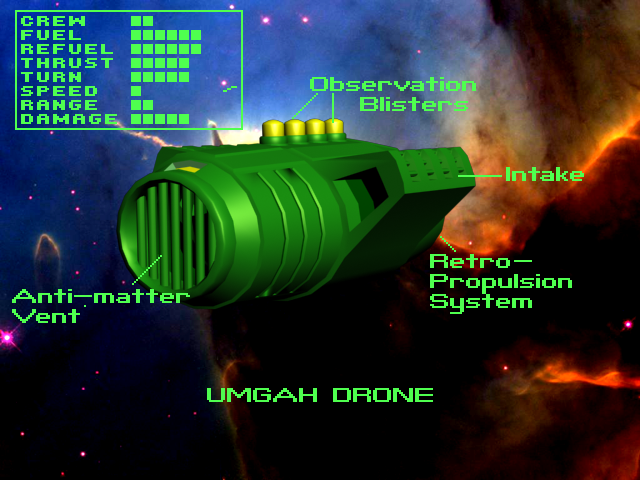 CREW
FUEL
REFUEL
THRUST
TURN
SPEED
RANGE
DAMAGE
Observation
Blisters
Intake
Retro-
Propulsion
System
Anti-matter
Vent
UMGAH DRONE